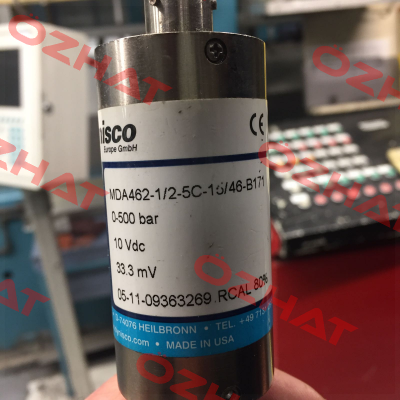 nisco
Europe GmbH
CE
MDA462-1/2-5C-15/46-B171
0-500 bar
10 Vdc
33.3 mV
05-11-09363269 RCAL 80%
D-74076 HEILBRONN • TEL. +49 713
nisco.com • MADE IN USA
OZHAT
OZHAT
OZHAT
OZHAT
OZHAT